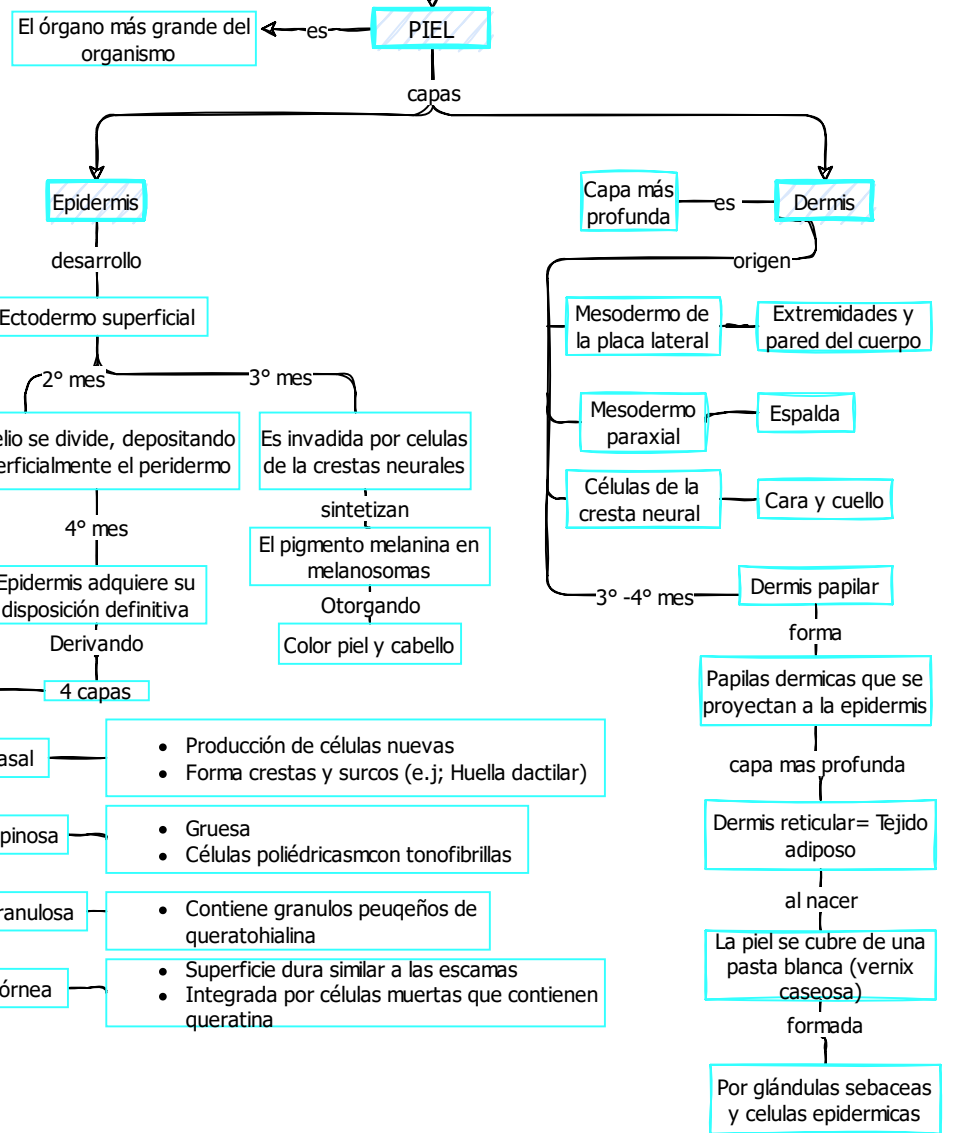 El órgano más grande del
organismo
es
PIEL
capas
Epidermis
desarrollo
Ectodermo superficial
2° mes
3° mes
elio se divide, depositando
erficialmente el peridermo
Es invadida por celulas
de la crestas neurales
4° mes
sintetizan
Epidermis adquiere su
disposición definitiva
El pigmento melanina en
melanosomas
Derivando
Otorgando
4 capas
Color piel y cabello
asal
• Producción de células nuevas
• Forma crestas y surcos (e.j; Huella dactilar)
pinosa
• Gruesa
• Células poliédricasmcon tonofibrillas
ranulosa
• Contiene granulos peuqeños de
queratohialina
órnea
• Superficie dura similar a las escamas
• Integrada por células muertas que contienen
queratina
Capa más
profunda
es
Dermis
origen
Mesodermo de
la placa lateral
Extremidades y
pared del cuerpo
Mesodermo
paraxial
Espalda
Células de la
cresta neural
Cara y cuello
3° -4° mes
Dermis papilar
forma
Papilas dermicas que se
proyectan a la epidermis
capa mas profunda
Dermis reticular= Tejido
adiposo
al nacer
La piel se cubre de una
pasta blanca (vernix
caseosa)
formada
Por glándulas sebaceas
y celulas epidermicas